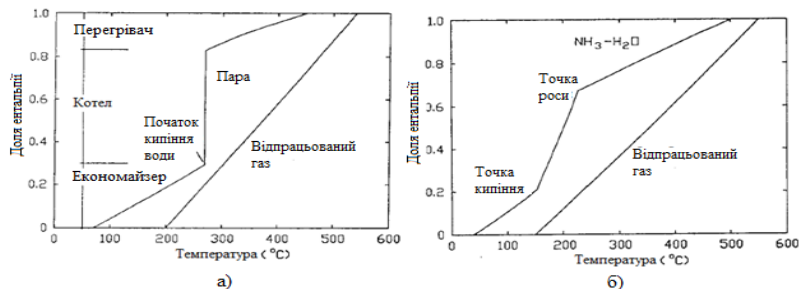 Доля ентальпії
1.0
0.8
0.6
0.4
0.2
0
Перегрівач
Котел
Економайзер
Початок
кипіння
води
Пара
Відпрацьований
газ
0 100 200 300 400 500 600
Температура (°C)
а)
Доля ентальпії
1.0
0.8
0.6
0.4
0.2
0.0
NH3-H2O
Точка
роси
Точка
кипіння
Відпрацьований
газ
0 100 200 300 400 500 600
Температура (°C)
б)